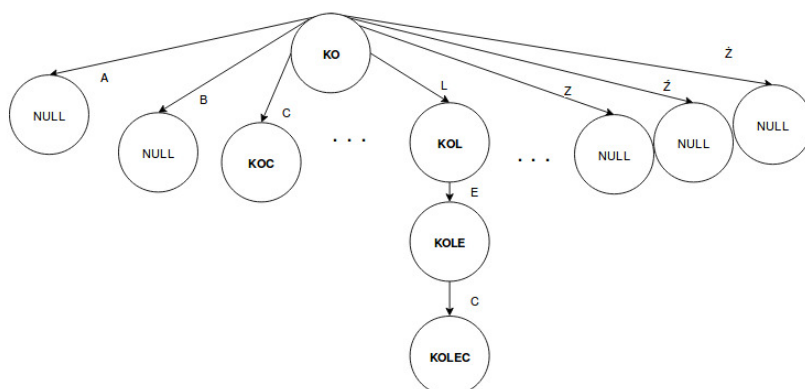 KO
A
B
C
L
Z
Ź
Ż
NULL
NULL
KOC
. . .
KOL
. . .
NULL
NULL
NULL
E
KOLE
C
KOLEC